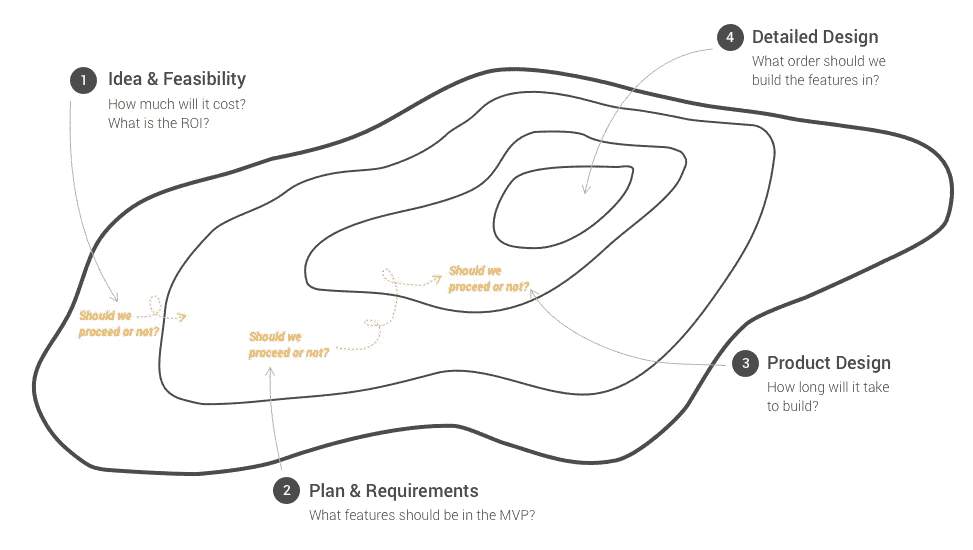 1 Idea & Feasibility
How much will it cost?
What is the ROI?
4 Detailed Design
What order should we
build the features in?
Should we
proceed or not?
Should we
proceed or not?
Should we
proceed or not?
3 Product Design
How long will it take
to build?
2 Plan & Requirements
What features should be in the MVP?